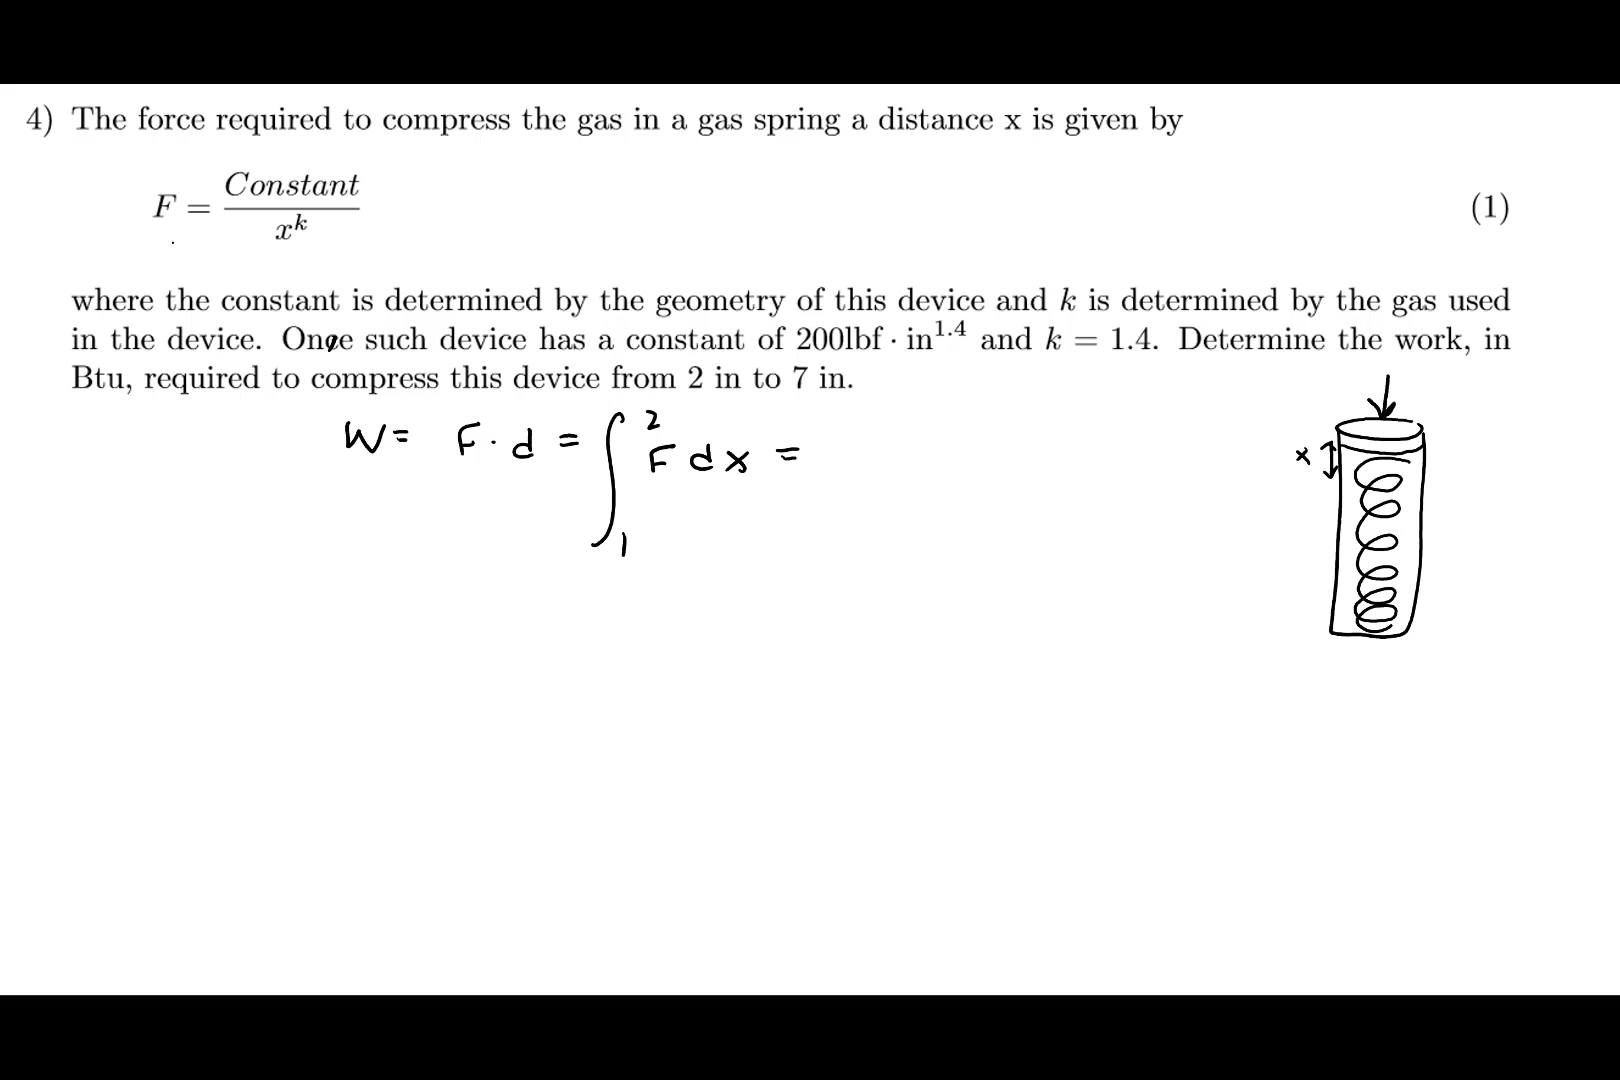 4) The force required to compress the gas in a gas spring a distance x is given by
F = Constant / x^k (1)
where the constant is determined by the geometry of this device and k is determined by the gas used
in the device. One such device has a constant of 200lbf · in^1.4 and k = 1.4. Determine the work, in
Btu, required to compress this device from 2 in to 7 in.
W = F · d = ∫_1^2 F dx =
x